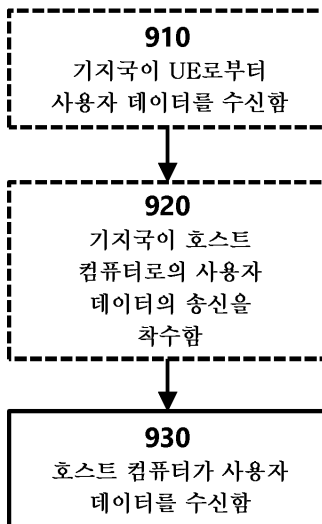 910
기지국이 UE로부터
사용자 데이터를 수신함
920
기지국이 호스트
컴퓨터로의 사용자
데이터의 송신을
착수함
930
호스트 컴퓨터가 사용자
데이터를 수신함